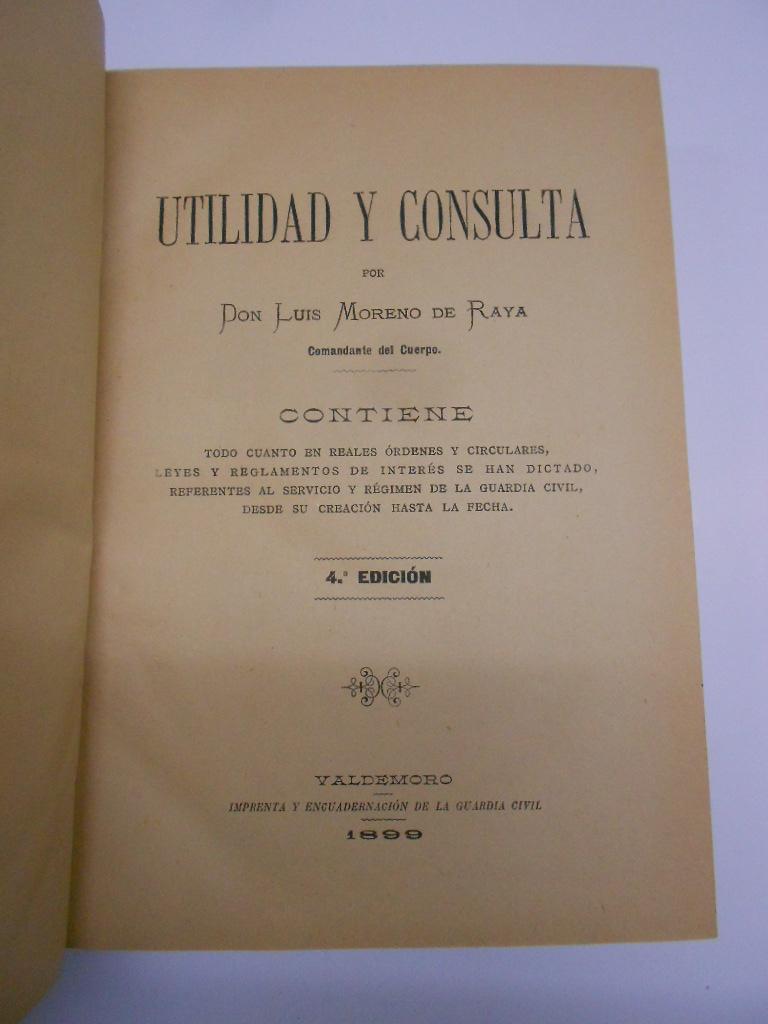 UTILIDAD Y CONSULTA
POR
DON LUIS MORENO DE RAYA
Comandante del Cuerpo.
CONTIENE
TODO CUANTO EN REALES ÓRDENES Y CIRCULARES,
LEYES Y REGLAMENTOS DE INTERÉS SE HAN DICTADO,
REFERENTES AL SERVICIO Y RÉGIMEN DE LA GUARDIA CIVIL,
DESDE SU CREACIÓN HASTA LA FECHA.
4.ª EDICIÓN
VALDEMORO
IMPRENTA Y ENCUADERNACIÓN DE LA GUARDIA CIVIL
1899